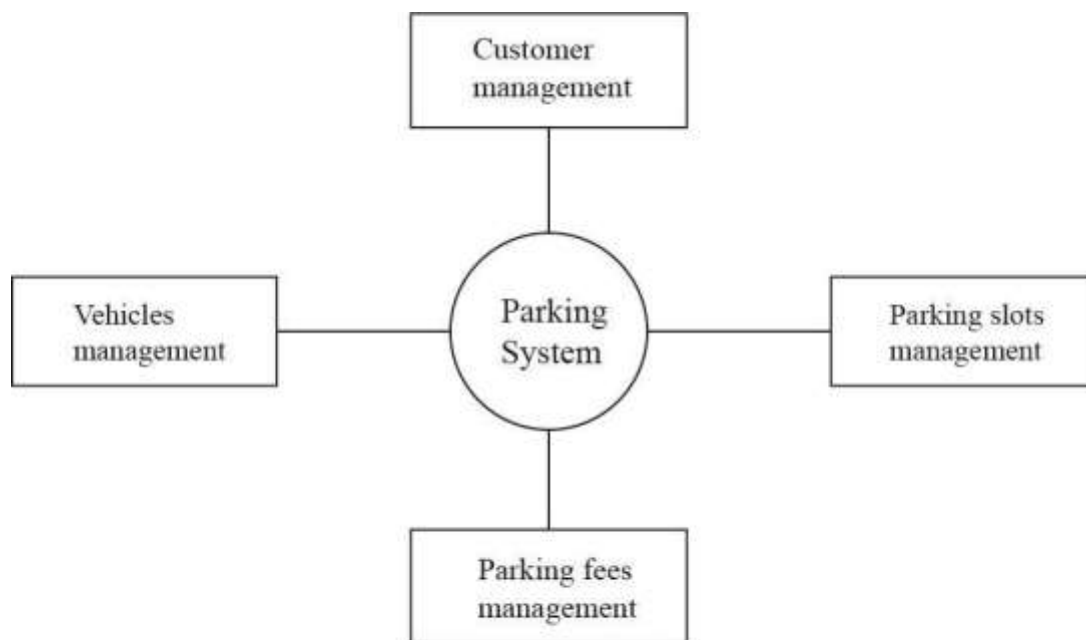 Customer
management
Vehicles
management
Parking
System
Parking slots
management
Parking fees
management